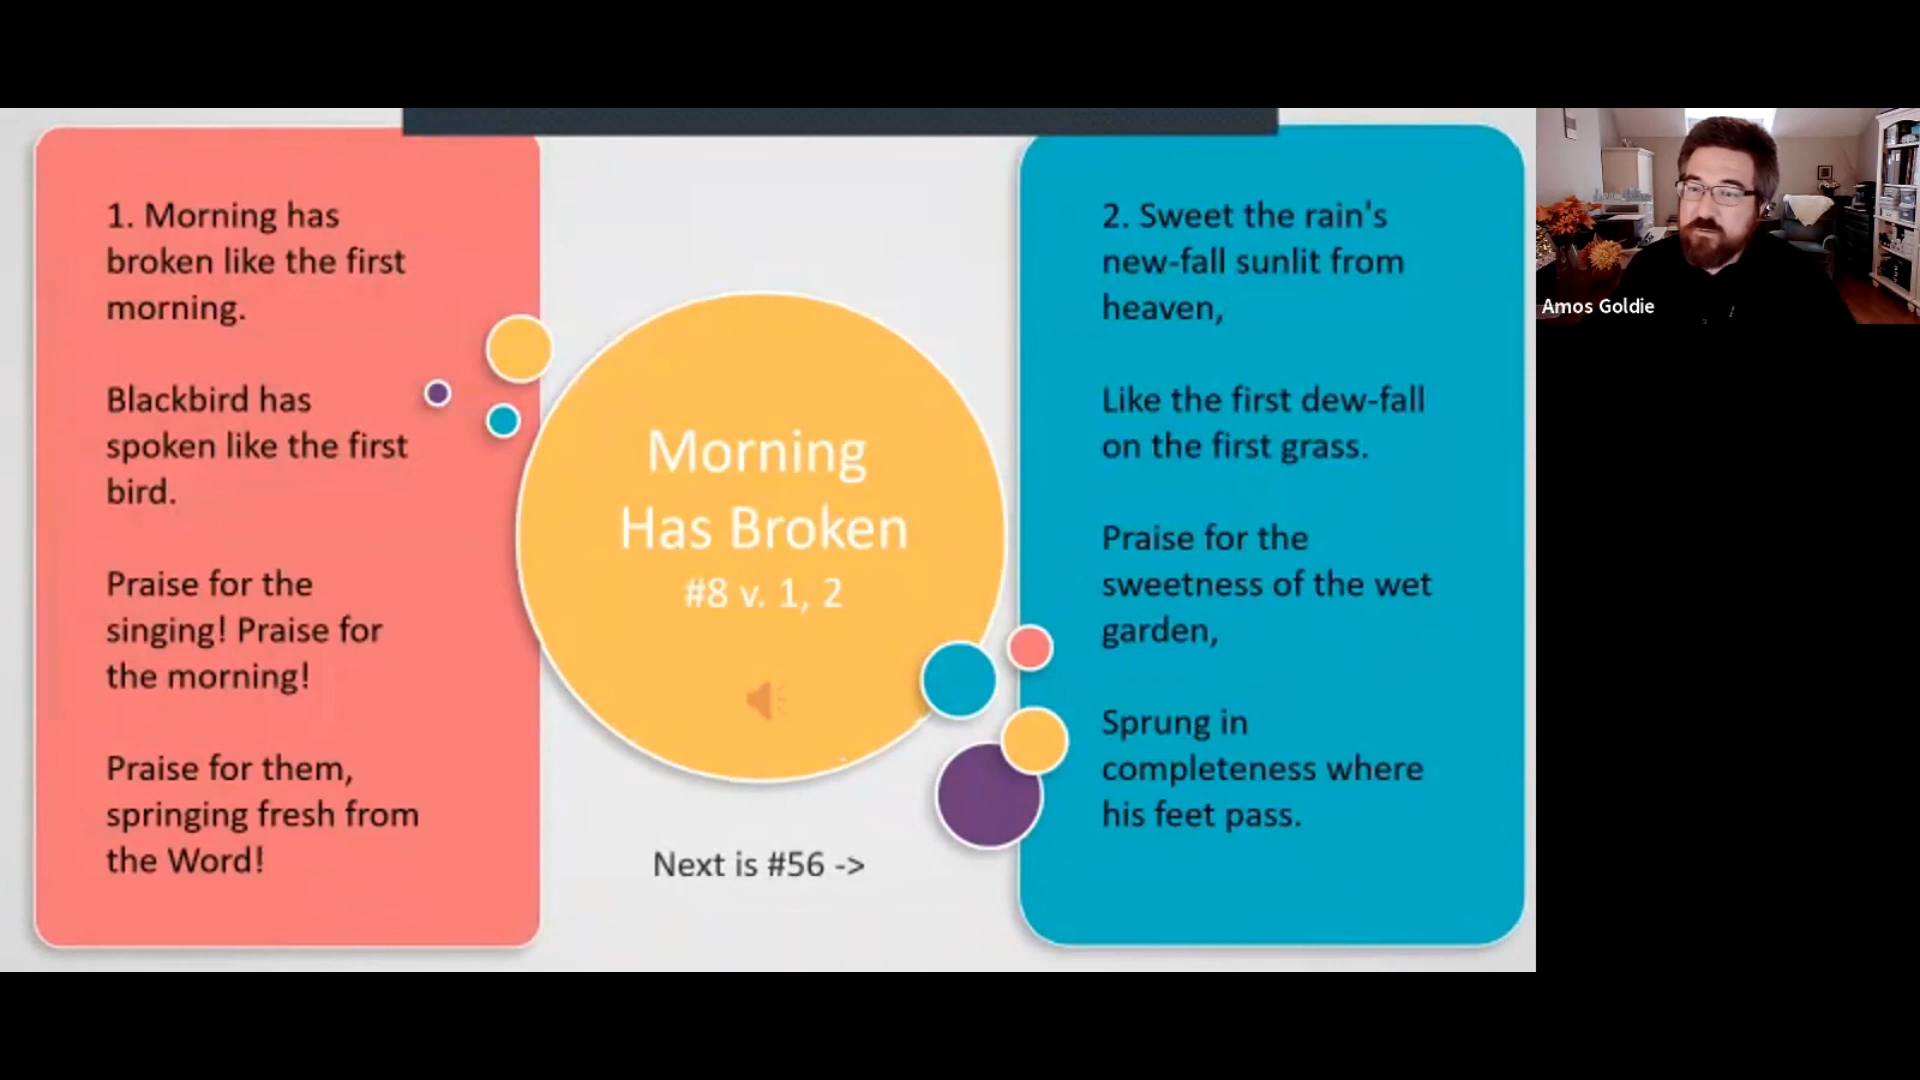 1. Morning has
broken like the first
morning.
Blackbird has
spoken like the first
bird.
Praise for the
singing! Praise for
the morning!
Praise for them,
springing fresh from
the Word!
Morning
Has Broken
#8 v. 1, 2
Next is #56 ->
2. Sweet the rain's
new-fall sunlit from
heaven,
Like the first dew-fall
on the first grass.
Praise for the
sweetness of the wet
garden,
Sprung in
completeness where
his feet pass.
Amos Goldie